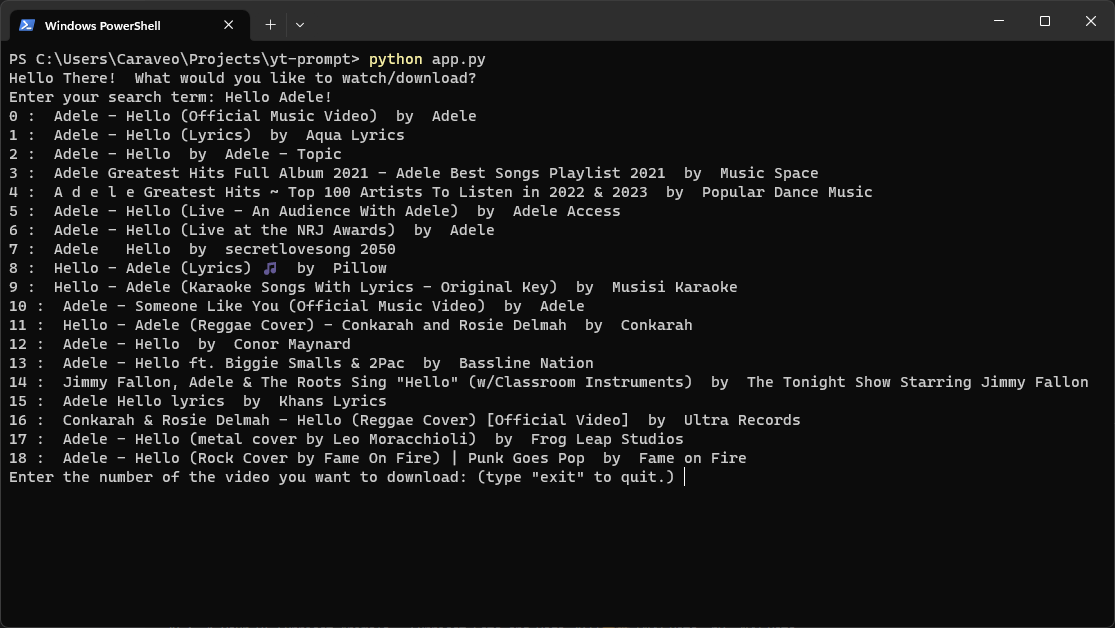 Windows PowerShell
PS C:\Users\Caraveo\Projects\yt-prompt> python app.py
Hello There!  What would you like to watch/download?
Enter your search term: Hello Adele!
0 :  Adele - Hello (Official Music Video)  by  Adele
1 :  Adele - Hello (Lyrics)  by  Aqua Lyrics
2 :  Adele - Hello  by  Adele - Topic
3 :  Adele Greatest Hits Full Album 2021 - Adele Best Songs Playlist 2021  by  Music Space
4 :  A d e l e Greatest Hits ~ Top 100 Artists To Listen in 2022 & 2023  by  Popular Dance Music
5 :  Adele - Hello (Live - An Audience With Adele)  by  Adele Access
6 :  Adele - Hello (Live at the NRJ Awards)  by  Adele
7 :  Adele   Hello  by  secretlovesong 2050
8 :  Hello - Adele (Lyrics) 🎵  by  Pillow
9 :  Hello - Adele (Karaoke Songs With Lyrics - Original Key)  by  Musisi Karaoke
10 :  Adele - Someone Like You (Official Music Video)  by  Adele
11 :  Hello - Adele (Reggae Cover) - Conkarah and Rosie Delmah  by  Conkarah
12 :  Adele - Hello  by  Conor Maynard
13 :  Adele - Hello ft. Biggie Smalls & 2Pac  by  Bassline Nation
14 :  Jimmy Fallon, Adele & The Roots Sing "Hello" (w/Classroom Instruments)  by  The Tonight Show Starring Jimmy Fallon
15 :  Adele Hello lyrics  by  Khans Lyrics
16 :  Conkarah & Rosie Delmah - Hello (Reggae Cover) [Official Video]  by  Ultra Records
17 :  Adele - Hello (metal cover by Leo Moracchioli)  by  Frog Leap Studios
18 :  Adele - Hello (Rock Cover by Fame On Fire) | Punk Goes Pop  by  Fame on Fire
Enter the number of the video you want to download: (type "exit" to quit.)